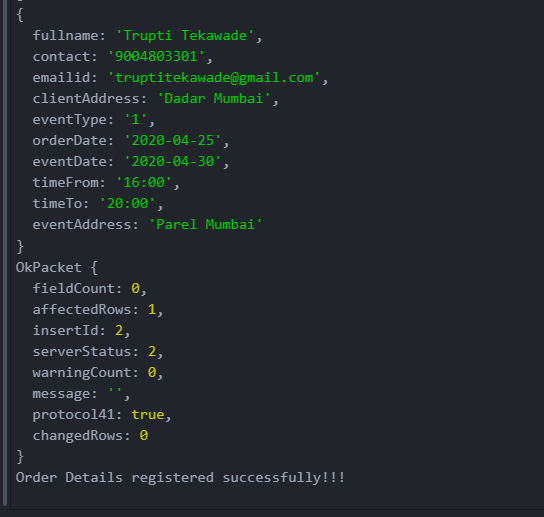 {
fullname: 'Trupti Tekawade',
contact: '9004803301',
emailid: 'truptitekawade@gmail.com',
clientAddress: 'Dadar Mumbai',
eventType: '1',
orderDate: '2020-04-25',
eventDate: '2020-04-30',
timeFrom: '16:00',
timeTo: '20:00',
eventAddress: 'Parel Mumbai'
}
OkPacket {
fieldCount: 0,
affectedRows: 1,
insertId: 2,
serverStatus: 2,
warningCount: 0,
message: '',
protocol41: true,
changedRows: 0
}
Order Details registered successfully!!!